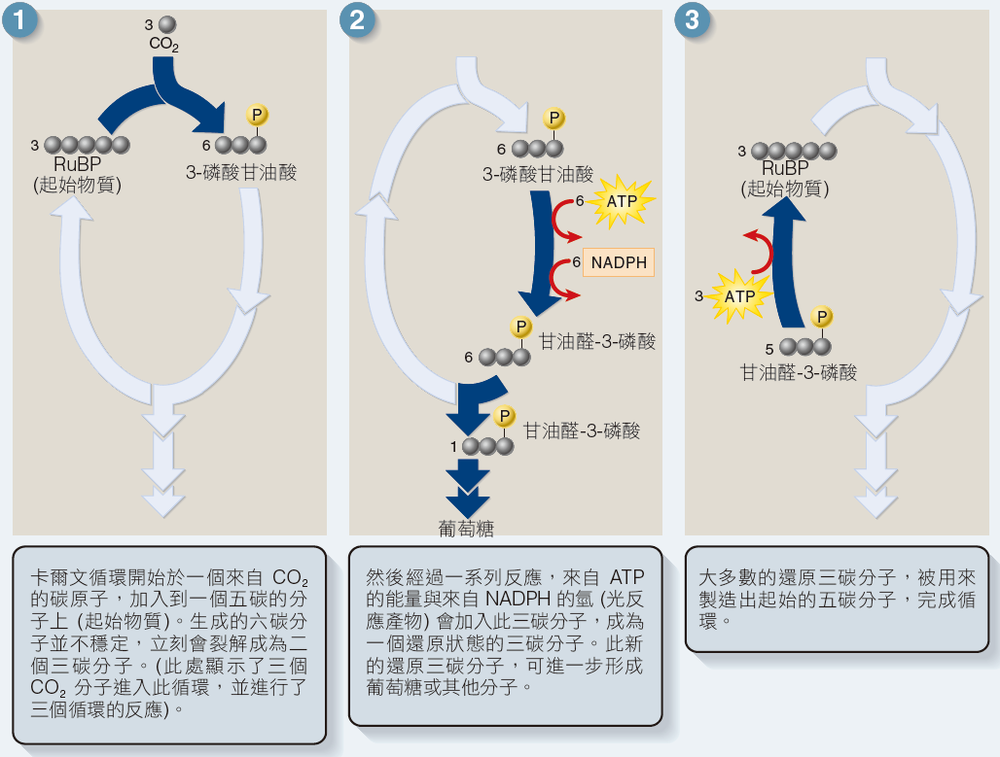 1
3
CO₂
P
3
6
RuBP
(起始物質)
3-磷酸甘油酸
2
P
6
3-磷酸甘油酸
6 ATP
6 NADPH
P
甘油醛-3-磷酸
6
P
甘油醛-3-磷酸
1
葡萄糖
3
3
RuBP
(起始物質)
3 ATP
P
5
甘油醛-3-磷酸
卡爾文循環開始於一個來自 CO₂
的碳原子，加入到一個五碳的分
子上 (起始物質)。生成的六碳分
子並不穩定，立刻會裂解成為二
個三碳分子。(此處顯示了三個
CO₂ 分子進入此循環，並進行了
三個循環的反應)。
然後經過一系列反應，來自 ATP
的能量與來自 NADPH 的氫 (光反
應產物) 會加入此三碳分子，成為
一個還原狀態的三碳分子。此新
的還原三碳分子，可進一步形成
葡萄糖或其他分子。
大多數的還原三碳分子，被用來
製造出起始的五碳分子，完成循
環。